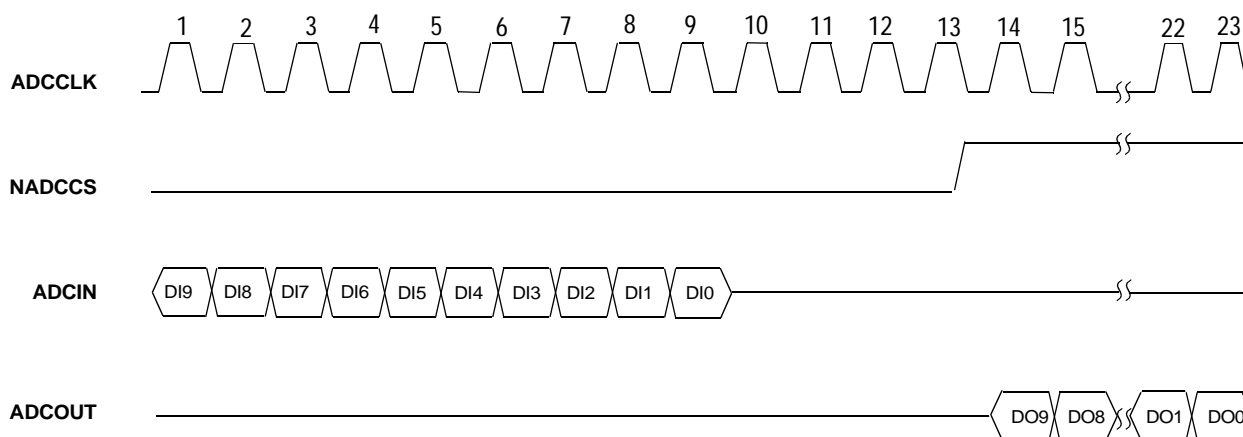 1 2 3 4 5 6 7 8 9 10 11 12 13 14 15 22 23
ADCCLK
NADCCS
ADCIN DI9 DI8 DI7 DI6 DI5 DI4 DI3 DI2 DI1 DI0
ADCOUT DO9 DO8 DO1 DO0